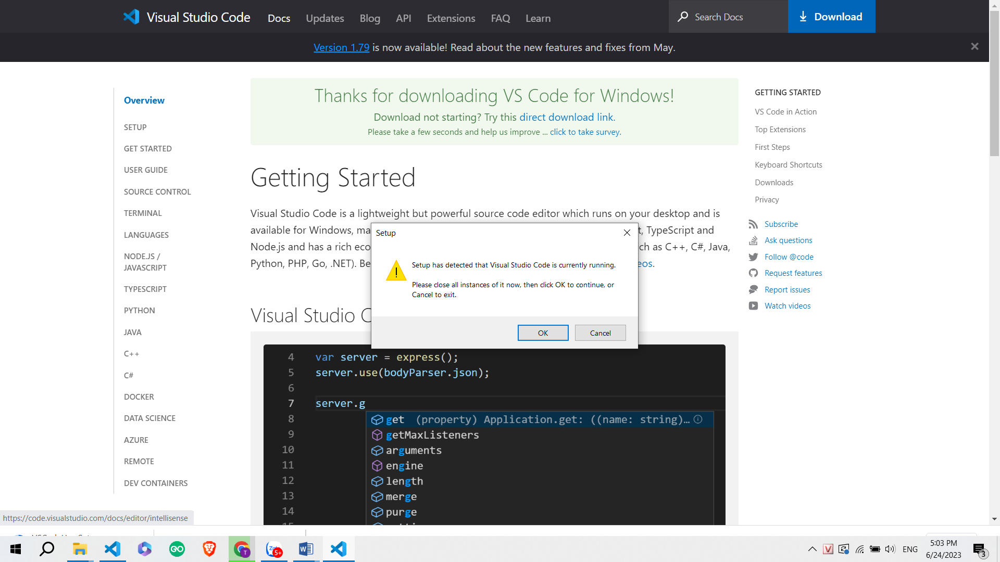 Visual Studio Code
Docs
Updates
Blog
API
Extensions
FAQ
Learn
Search Docs
Download
Version 1.79 is now available! Read about the new features and fixes from May.
Overview
SETUP
GET STARTED
USER GUIDE
SOURCE CONTROL
TERMINAL
LANGUAGES
NODE.JS /
JAVASCRIPT
TYPESCRIPT
PYTHON
JAVA
C++
C#
DOCKER
DATA SCIENCE
AZURE
REMOTE
DEV CONTAINERS
Thanks for downloading VS Code for Windows!
Download not starting? Try this direct download link.
Please take a few seconds and help us improve ... click to take survey.
Getting Started
Visual Studio Code is a lightweight but powerful source code editor which runs on your desktop and is
available for Windows, ma t, TypeScript and
Node.js and has a rich eco ch as C++, C#, Java,
Python, PHP, Go, .NET). Be eos.
Visual Studio C
Setup
Setup has detected that Visual Studio Code is currently running.
Please close all instances of it now, then click OK to continue, or
Cancel to exit.
OK
Cancel
4 var server = express();
5 server.use(bodyParser.json);
6
7 server.g
8 get (property) Application.get: ((name: string)…
9 getMaxListeners
10 arguments
11 engine
12 length
13 merge
14 purge
GETTING STARTED
VS Code in Action
Top Extensions
First Steps
Keyboard Shortcuts
Downloads
Privacy
Subscribe
Ask questions
Follow @code
Request features
Report issues
Watch videos
https://code.visualstudio.com/docs/editor/intellisense
GO
T
5+
V
ENG
5:03 PM
6/24/2023
3